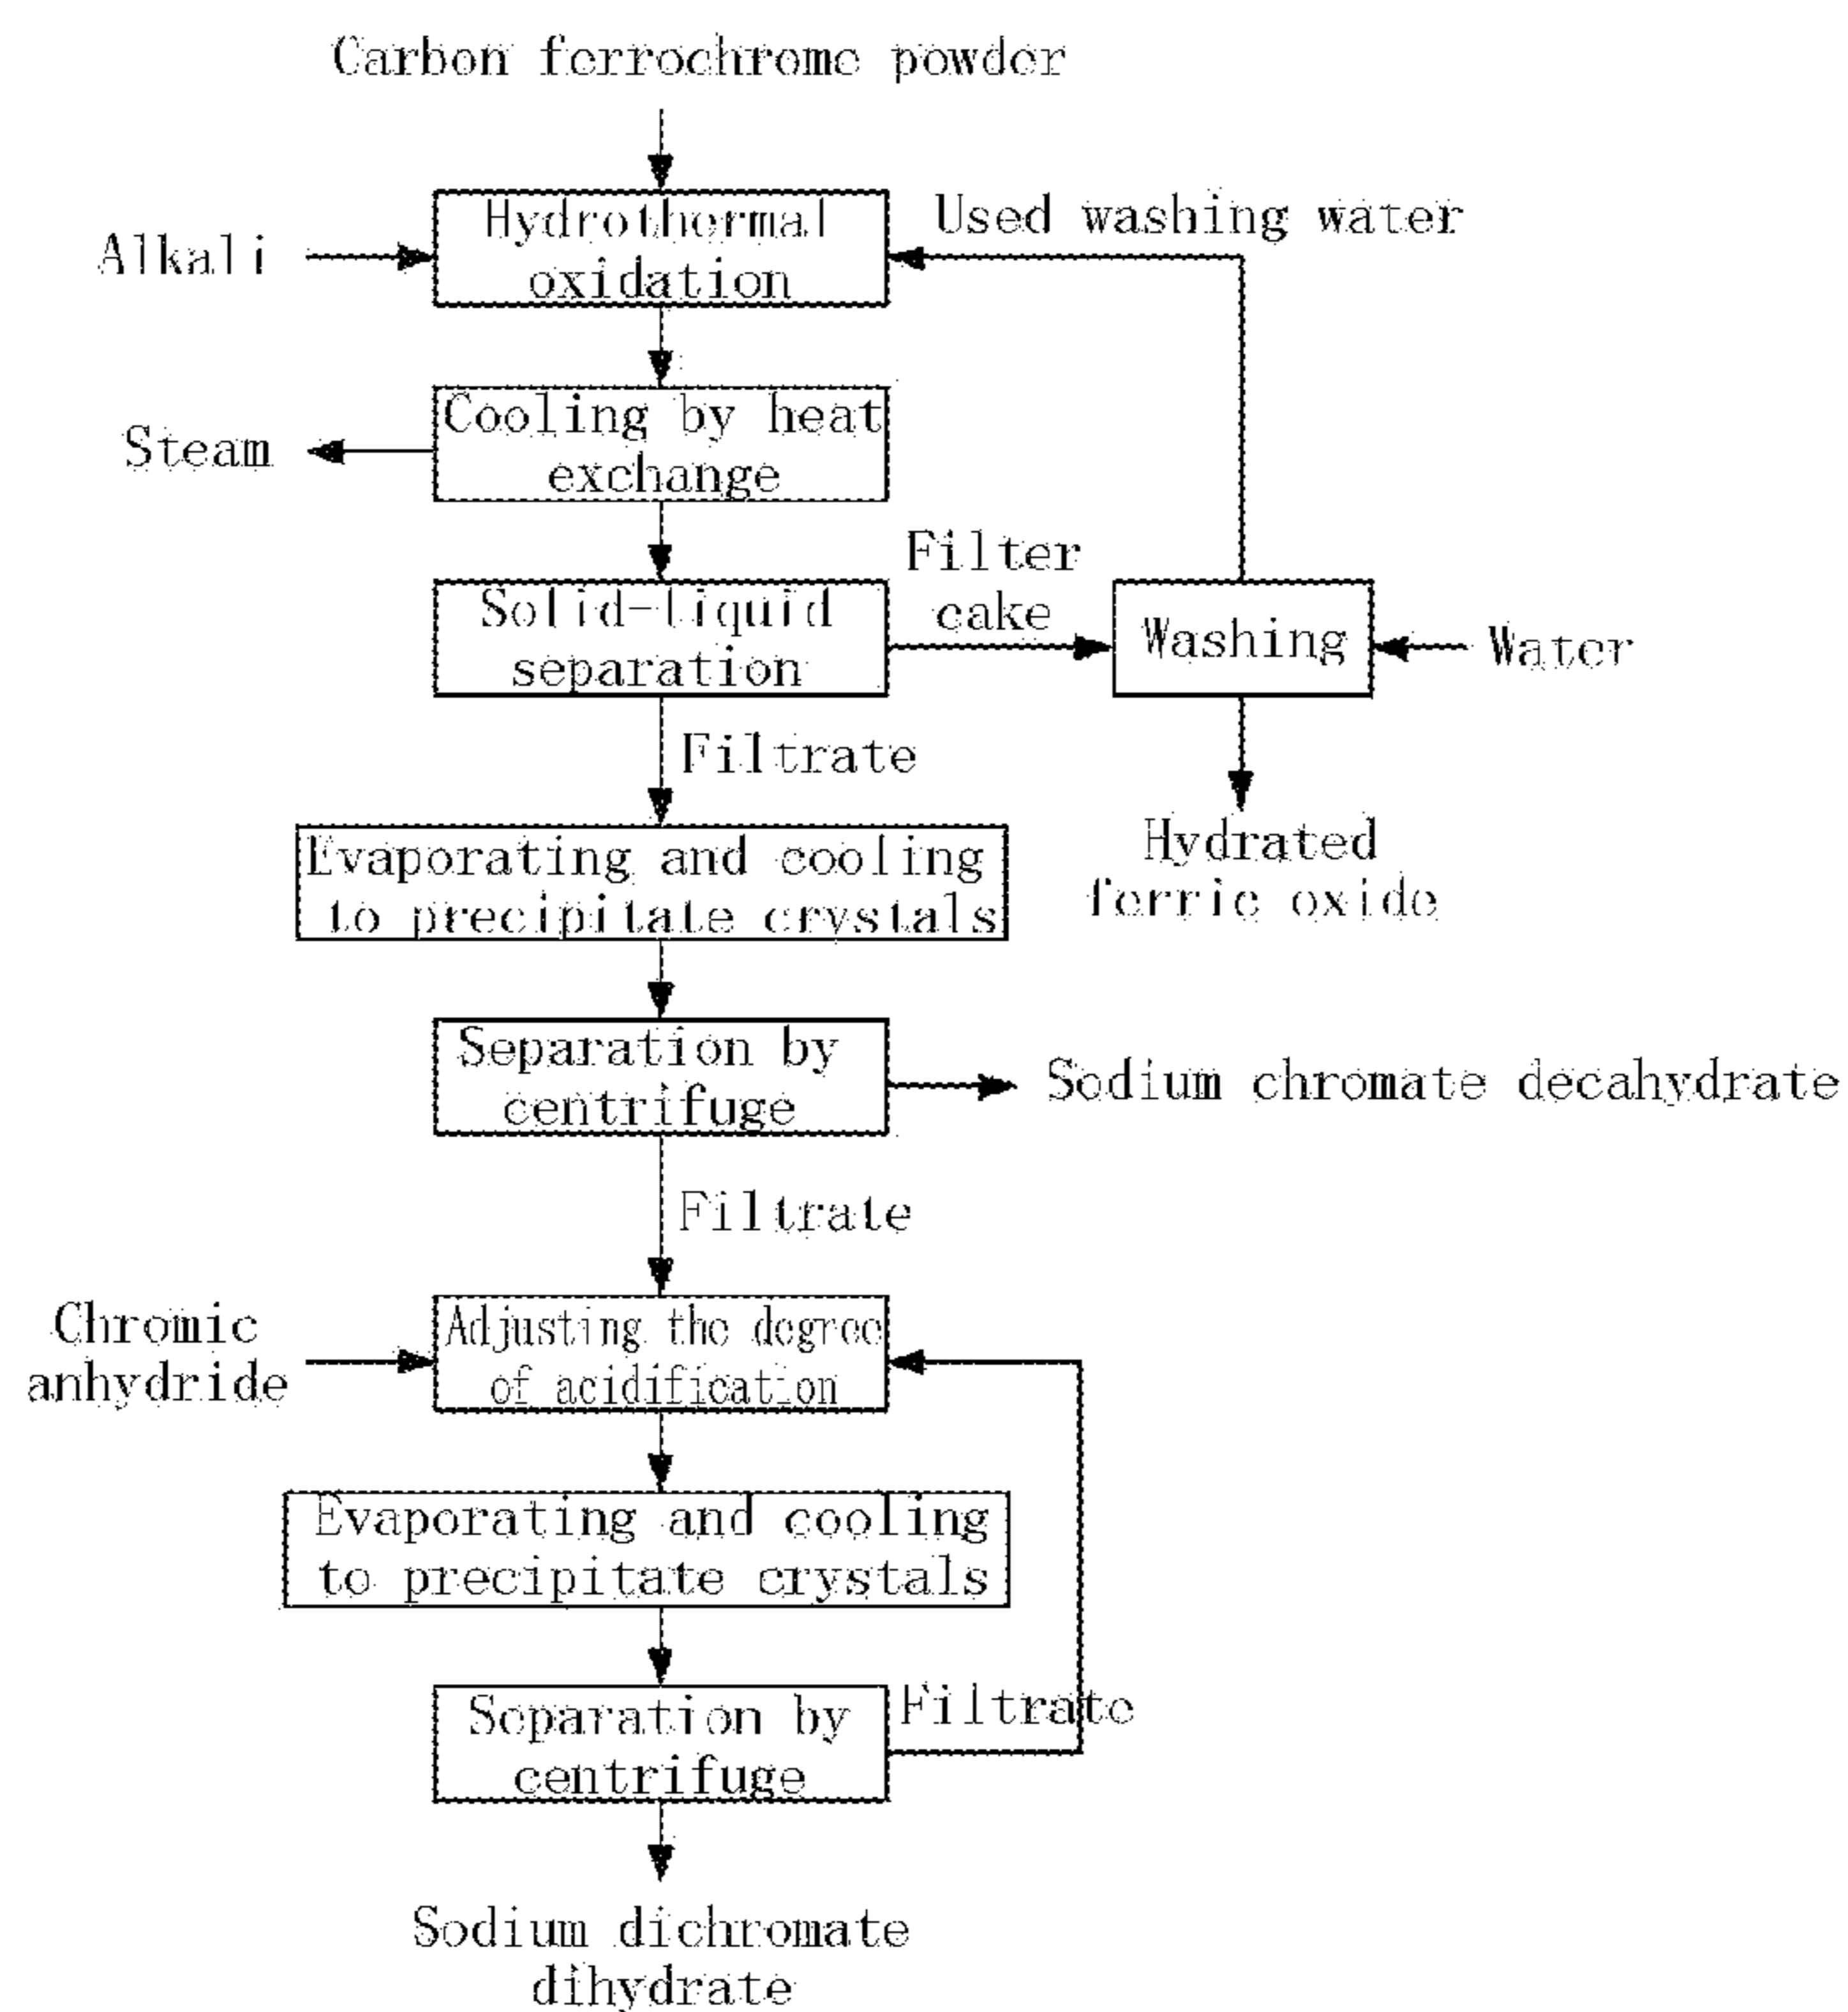 Carbon ferrochrome powder
Hydrothermal
oxidation
Alkali
Used washing water
Cooling by heat
exchange
Steam
Filter
cake
Solid-liquid
separation
Washing
Water
Filtrate
Hydrated
ferric oxide
Evaporating and cooling
to precipitate crystals
Separation by
centrifuge
Sodium chromate decahydrate
Filtrate
Chromic
anhydride
Adjusting the degree
of acidification
Evaporating and cooling
to precipitate crystals
Separation by
centrifuge
Filtrate
Sodium dichromate
dihydrate